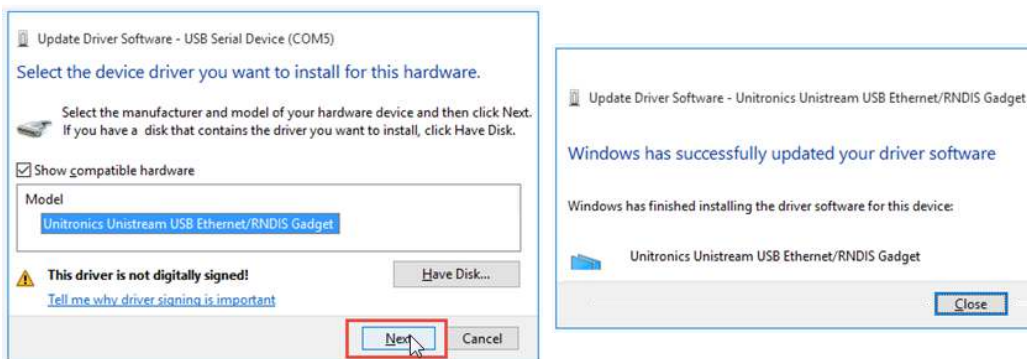 Update Driver Software - USB Serial Device (COM5)
Select the device driver you want to install for this hardware.
Select the manufacturer and model of your hardware device and then click Next.
If you have a disk that contains the driver you want to install, click Have Disk.
Show compatible hardware
Model
Unitronics Unistream USB Ethernet/RNDIS Gadget
This driver is not digitally signed!
Have Disk...
Tell me why driver signing is important
Next
Cancel
Update Driver Software - Unitronics Unistream USB Ethernet/RNDIS Gadget
Windows has successfully updated your driver software
Windows has finished installing the driver software for this device:
Unitronics Unistream USB Ethernet/RNDIS Gadget
Close